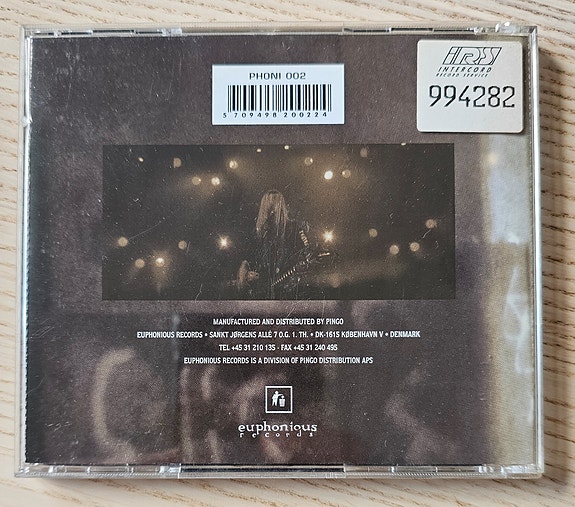 IRS
INTERCORD
RECORD SERVICE
994282
PHONI 002
5 709498 200224
MANUFACTURED AND DISTRIBUTED BY PINGO
EUPHONIOUS RECORDS • SANKT JØRGENS ALLÉ 7 O.G. 1. TH. • DK-1615 KØBENHAVN V • DENMARK
TEL +45 31 210 135 · FAX +45 31 240 495
EUPHONIOUS RECORDS IS A DIVISION OF PINGO DISTRIBUTION APS
euphonious
records